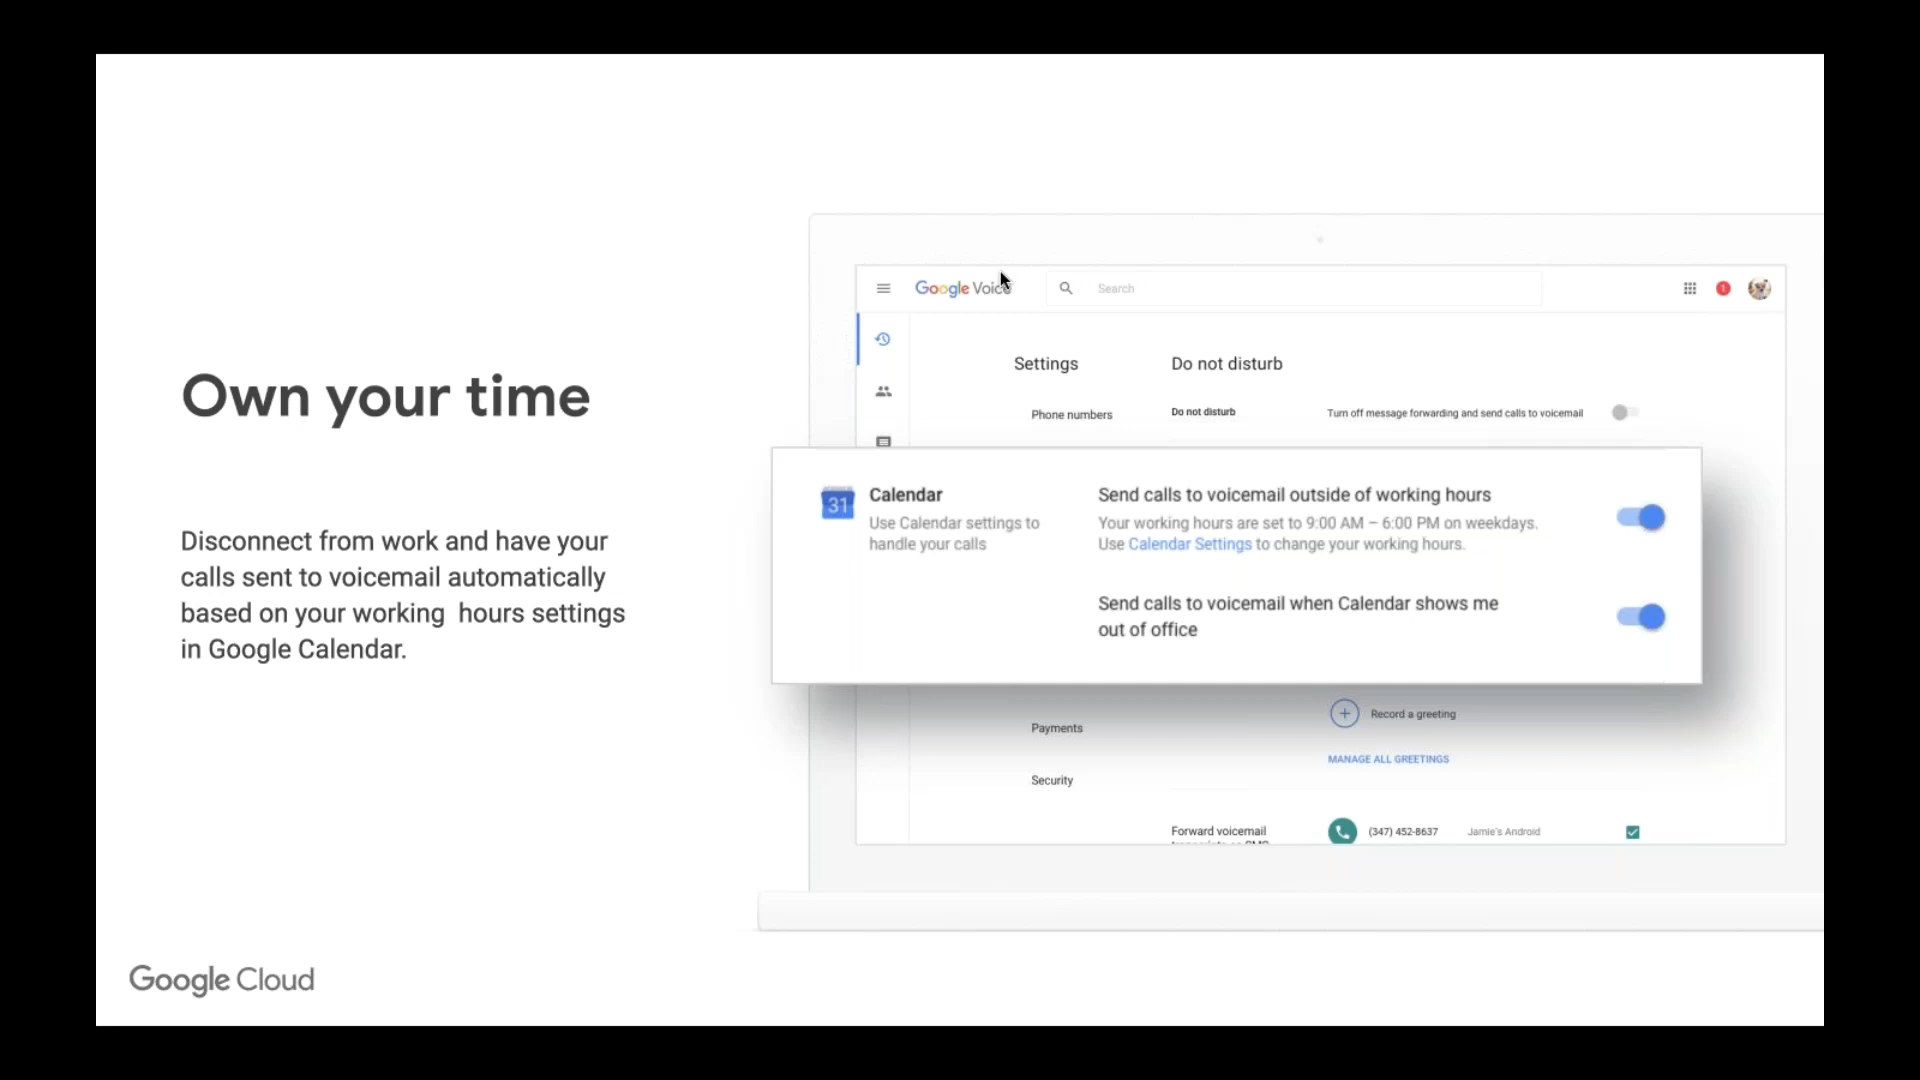 Own your time
Disconnect from work and have your
calls sent to voicemail automatically
based on your working  hours settings
in Google Calendar.
Google Cloud
Google Voice
Search
1
Settings
Do not disturb
Phone numbers
Do not disturb
Turn off message forwarding and send calls to voicemail
31
Calendar
Use Calendar settings to
handle your calls
Send calls to voicemail outside of working hours
Your working hours are set to 9:00 AM – 6:00 PM on weekdays.
Use Calendar Settings to change your working hours.
Send calls to voicemail when Calendar shows me
out of office
Record a greeting
Payments
MANAGE ALL GREETINGS
Security
Forward voicemail
(347) 452-8637
Jamie's Android